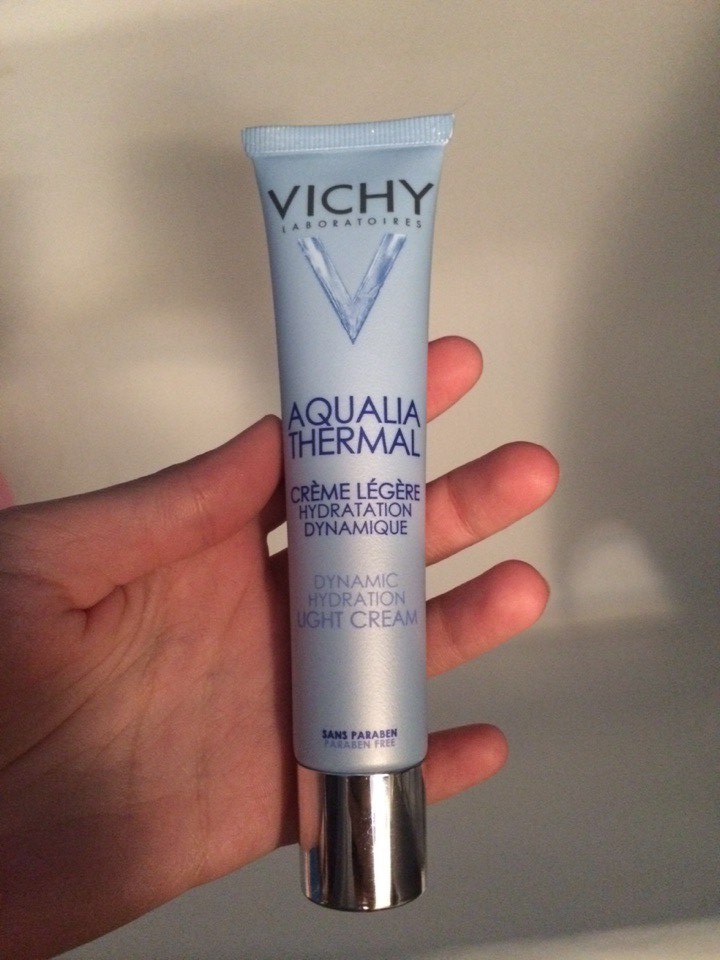 VICHY
LABORATOIRES
AQUALIA
THERMAL
CRÈME LÉGÈRE
HYDRATATION
DYNAMIQUE
DYNAMIC
HYDRATION
LIGHT CREAM
SANS PARABEN
PARABEN FREE